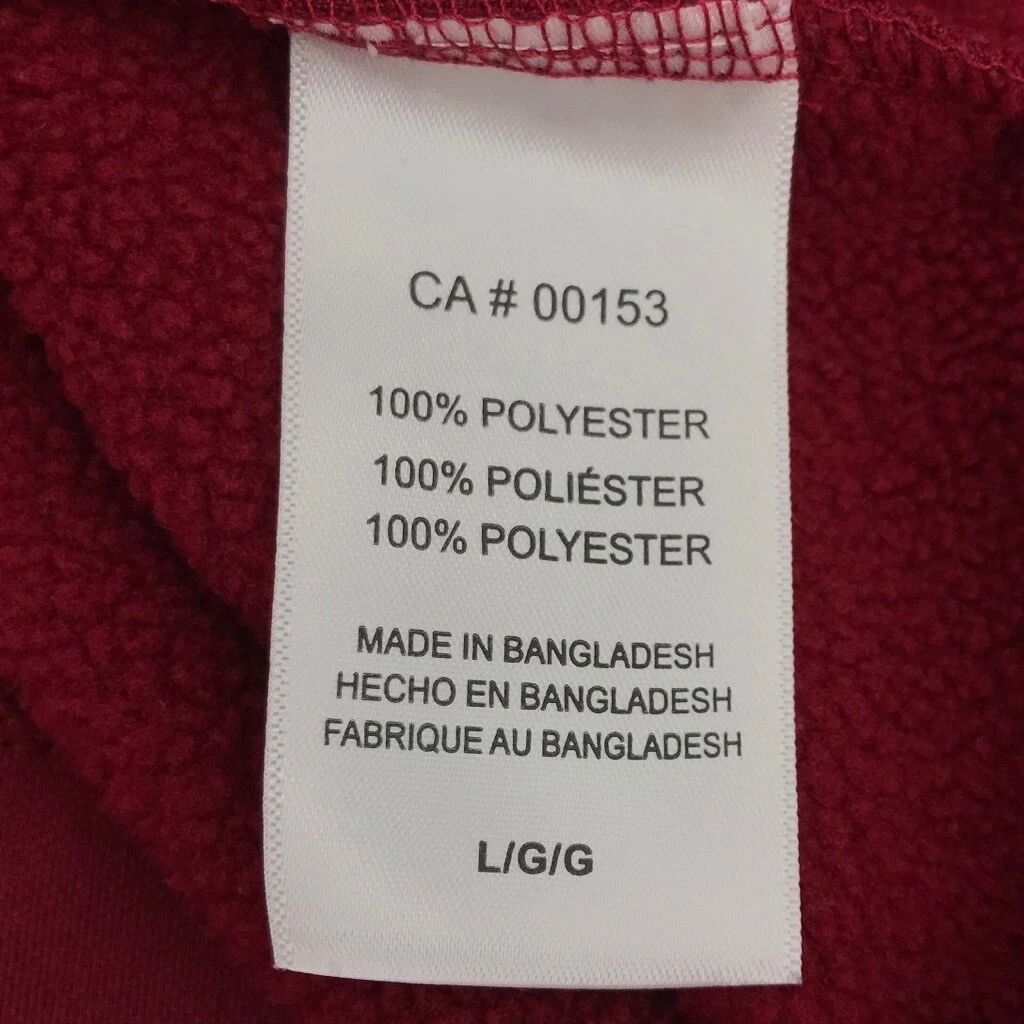 CA # 00153
100% POLYESTER
100% POLIÉSTER
100% POLYESTER
MADE IN BANGLADESH
HECHO EN BANGLADESH
FABRIQUE AU BANGLADESH
L/G/G